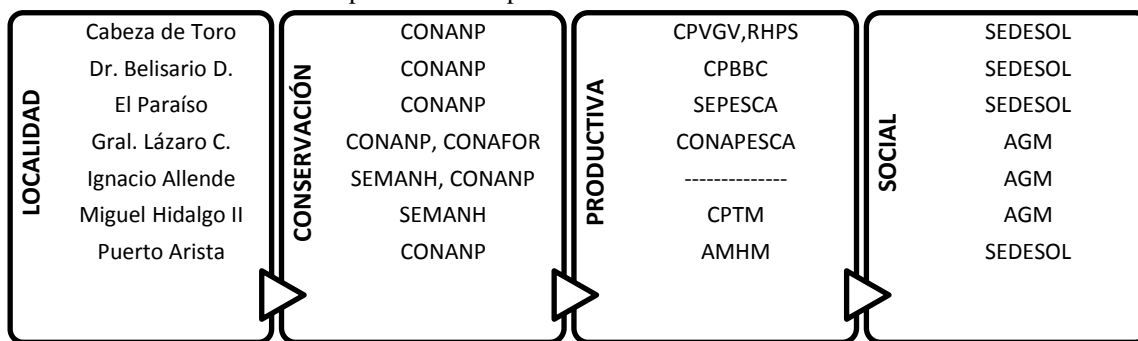 LOCALIDAD
Cabeza de Toro
Dr. Belisario D.
El Paraíso
Gral. Lázaro C.
Ignacio Allende
Miguel Hidalgo II
Puerto Arista
CONSERVACIÓN
CONANP
CONANP
CONANP
CONANP, CONAFOR
SEMANH, CONANP
SEMANH
CONANP
PRODUCTIVA
CPVGV,RHPS
CPBBC
SEPESCA
CONAPESCA
--------------
CPTM
AMHM
SOCIAL
SEDESOL
SEDESOL
SEDESOL
AGM
AGM
AGM
SEDESOL